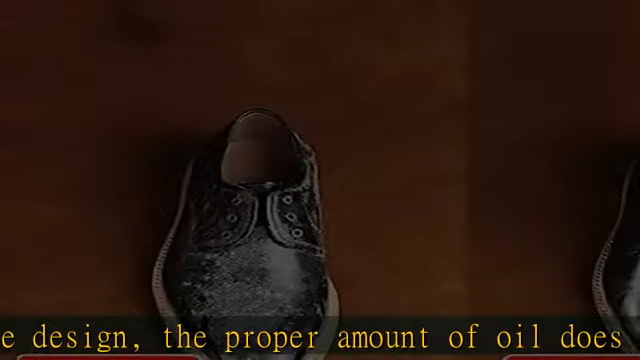 e design, the proper amount of oil does